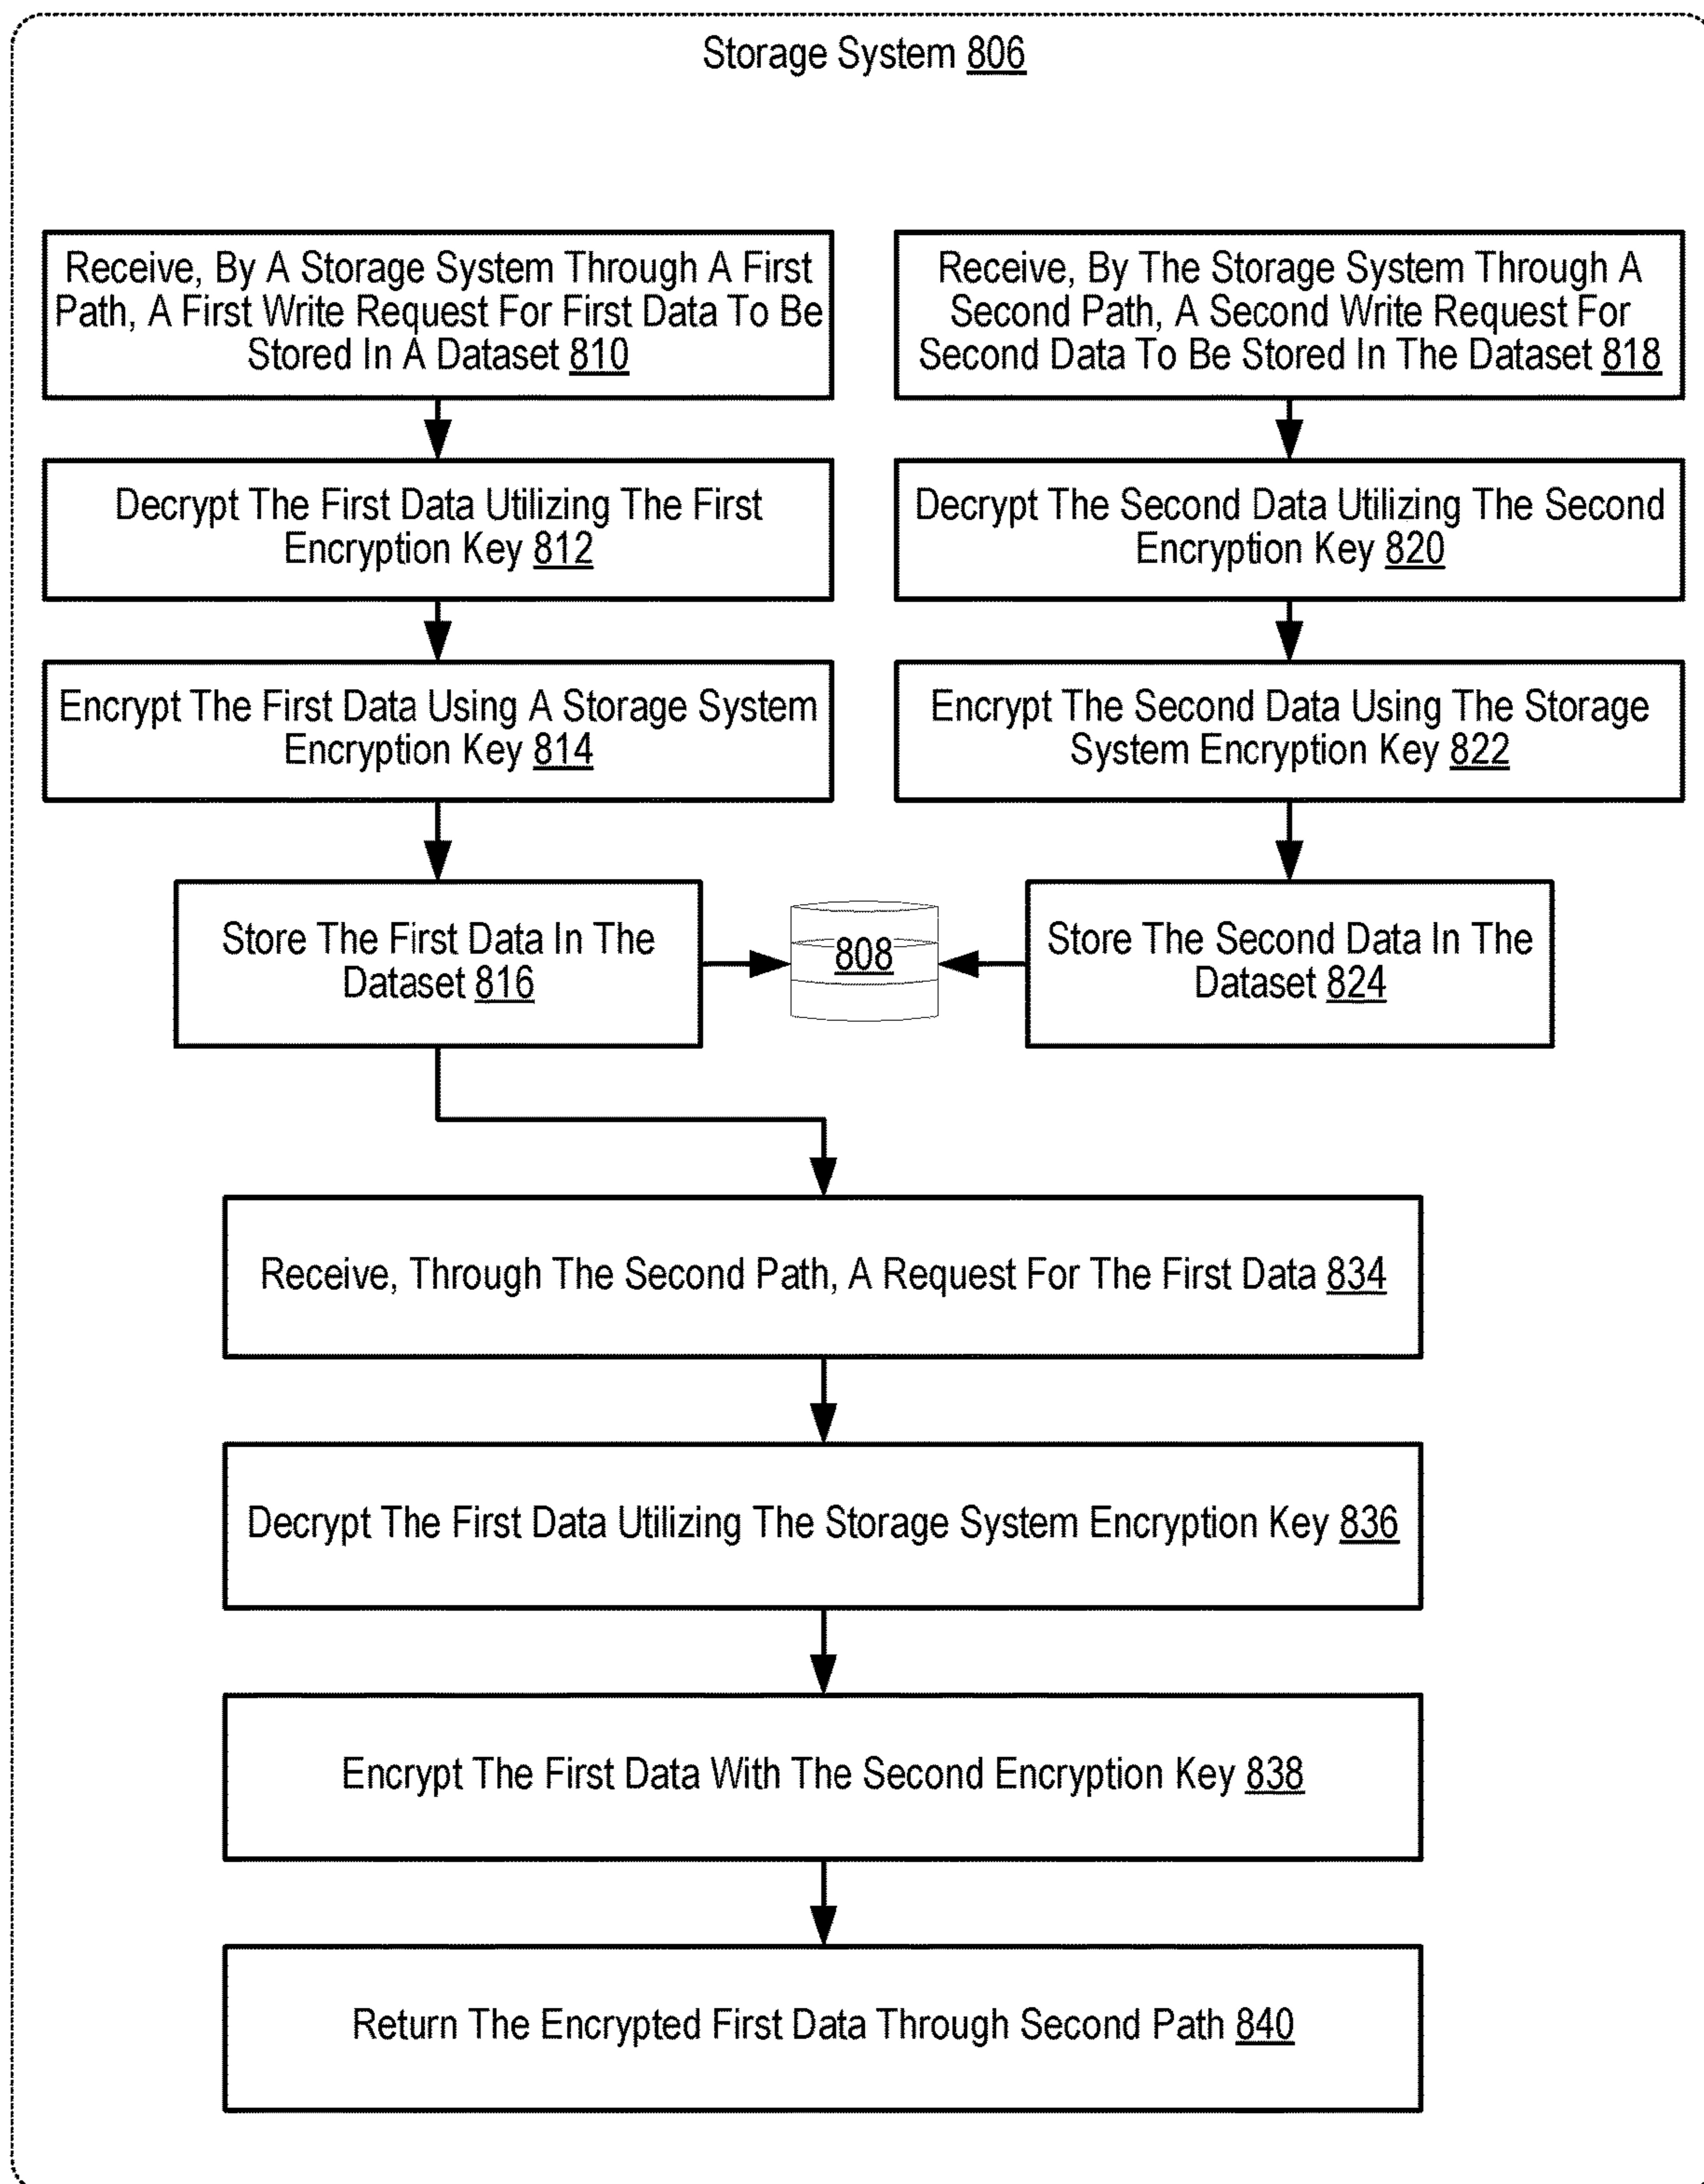 Storage System 806
Receive, By A Storage System Through A First
Path, A First Write Request For First Data To Be
Stored In A Dataset 810
Receive, By The Storage System Through A
Second Path, A Second Write Request For
Second Data To Be Stored In The Dataset 818
Decrypt The First Data Utilizing The First
Encryption Key 812
Decrypt The Second Data Utilizing The Second
Encryption Key 820
Encrypt The First Data Using A Storage System
Encryption Key 814
Encrypt The Second Data Using The Storage
System Encryption Key 822
Store The First Data In The
Dataset 816
808
Store The Second Data In The
Dataset 824
Receive, Through The Second Path, A Request For The First Data 834
Decrypt The First Data Utilizing The Storage System Encryption Key 836
Encrypt The First Data With The Second Encryption Key 838
Return The Encrypted First Data Through Second Path 840